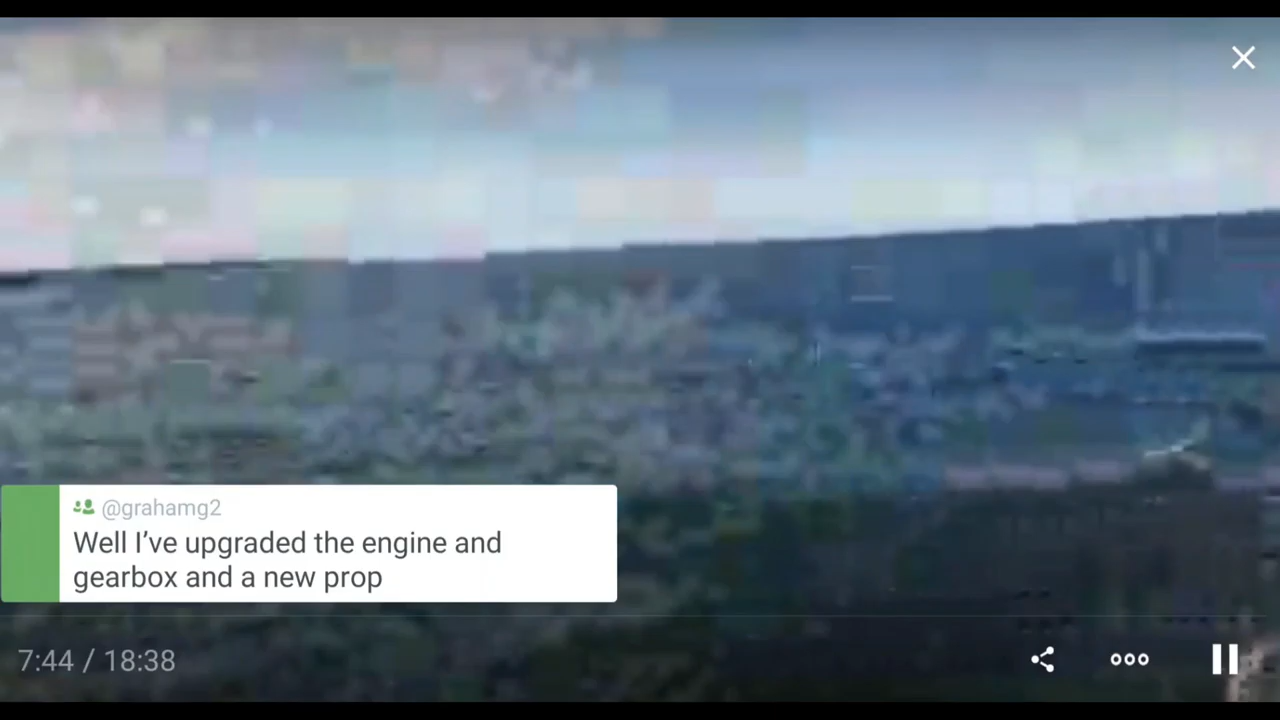 @grahamg2
Well I’ve upgraded the engine and
gearbox and a new prop
7:44 / 18:38